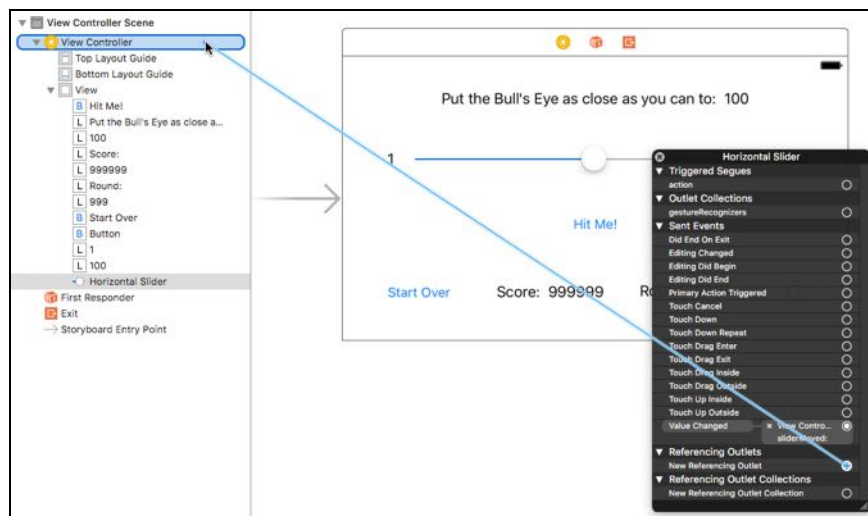 View Controller Scene
View Controller
Top Layout Guide
Bottom Layout Guide
View
B Hit Me!
L Put the Bull's Eye as close a...
L 100
L Score:
L 999999
L Round:
L 999
B Start Over
B Button
L 1
L 100
Horizontal Slider
First Responder
Exit
Storyboard Entry Point
Put the Bull's Eye as close as you can to: 100
1
Hit Me!
Start Over Score: 999999
Horizontal Slider
Triggered Segues
action
Outlet Collections
gestureRecognizers
Sent Events
Did End On Exit
Editing Changed
Editing Did Begin
Editing Did End
Primary Action Triggered
Touch Cancel
Touch Down
Touch Down Repeat
Touch Drag Enter
Touch Drag Exit
Touch Drag Inside
Touch Drag Outside
Touch Up Inside
Touch Up Outside
Value Changed View Contro...
sliderMoved:
Referencing Outlets
New Referencing Outlet
Referencing Outlet Collections
New Referencing Outlet Collection